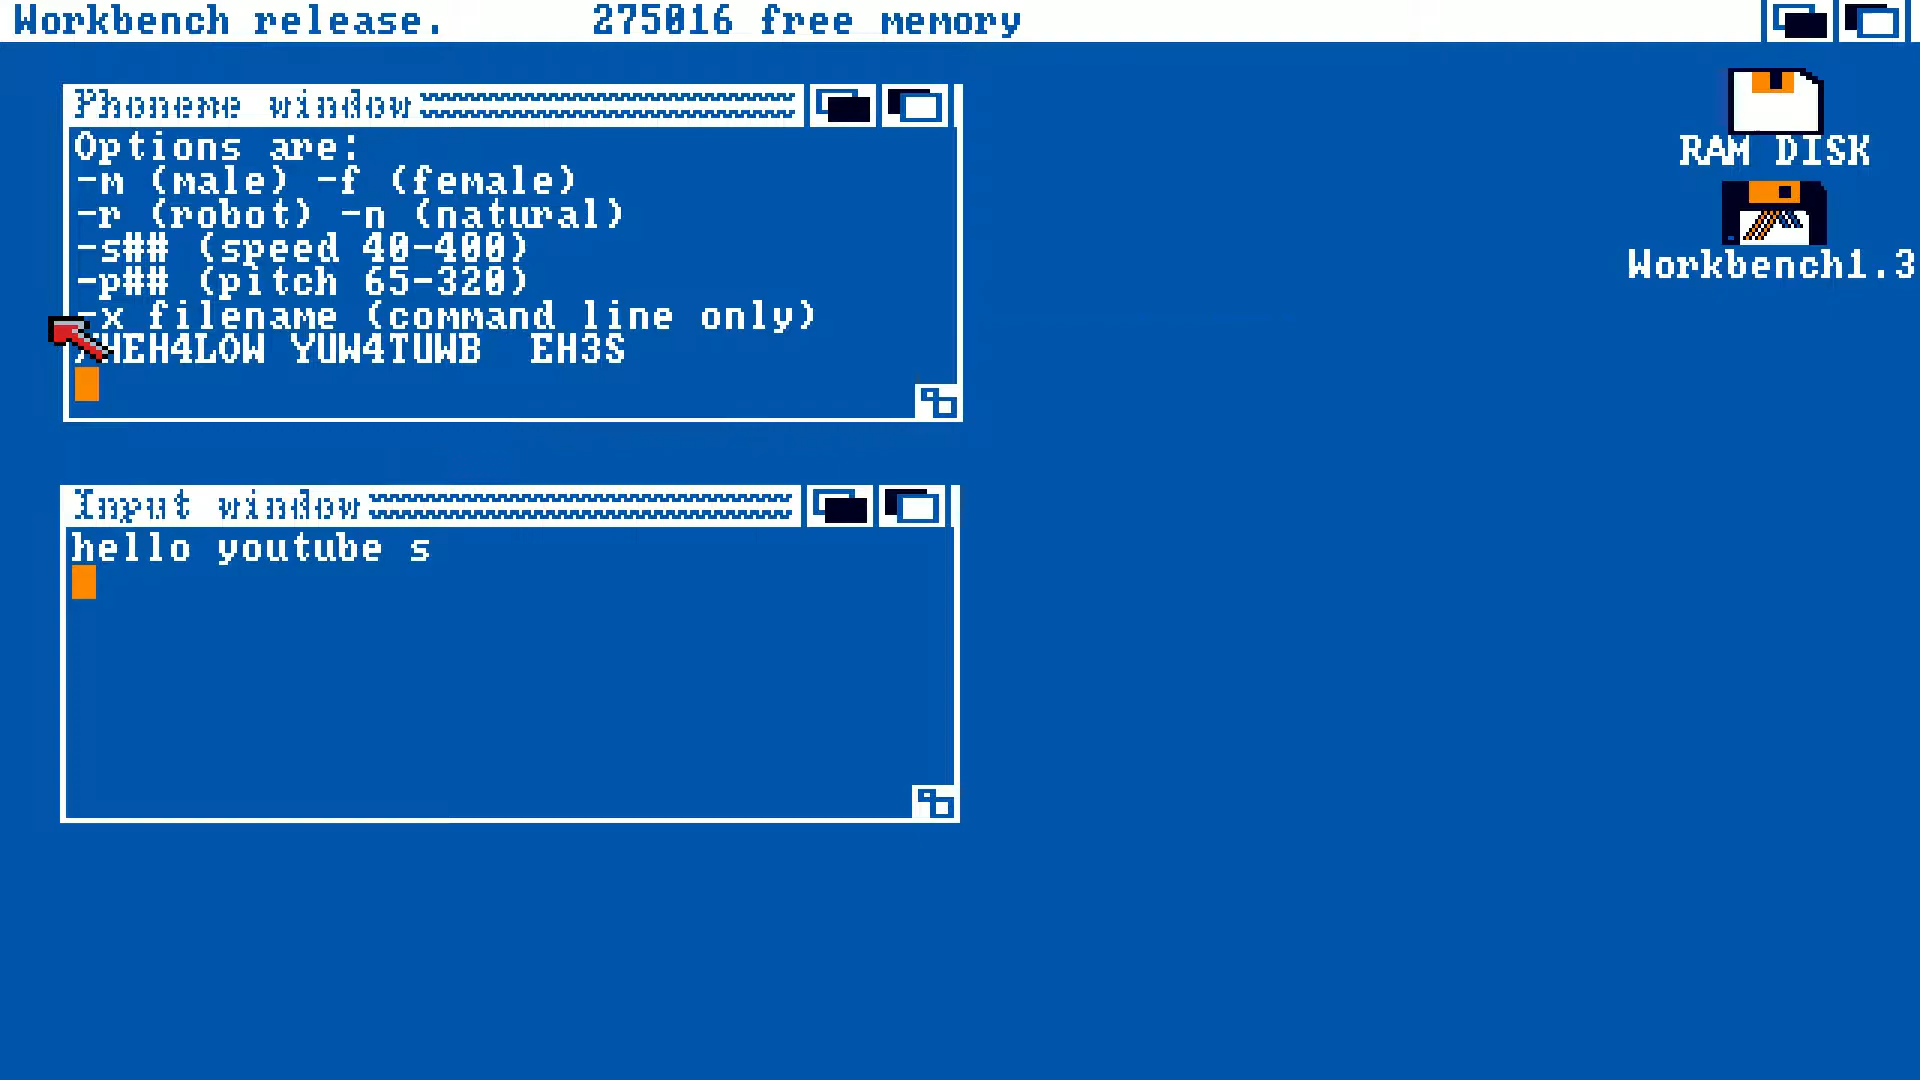 Workbench release. 275016 free memory
Phoneme window
Options are:
-m (male) -f (female)
-r (robot) -n (natural)
-s## (speed 40-400)
-p## (pitch 65-320)
-x filename (command line only)
YUW4TUWB EH3S
Input window
hello youtube s
RAM DISK
Workbench1.3